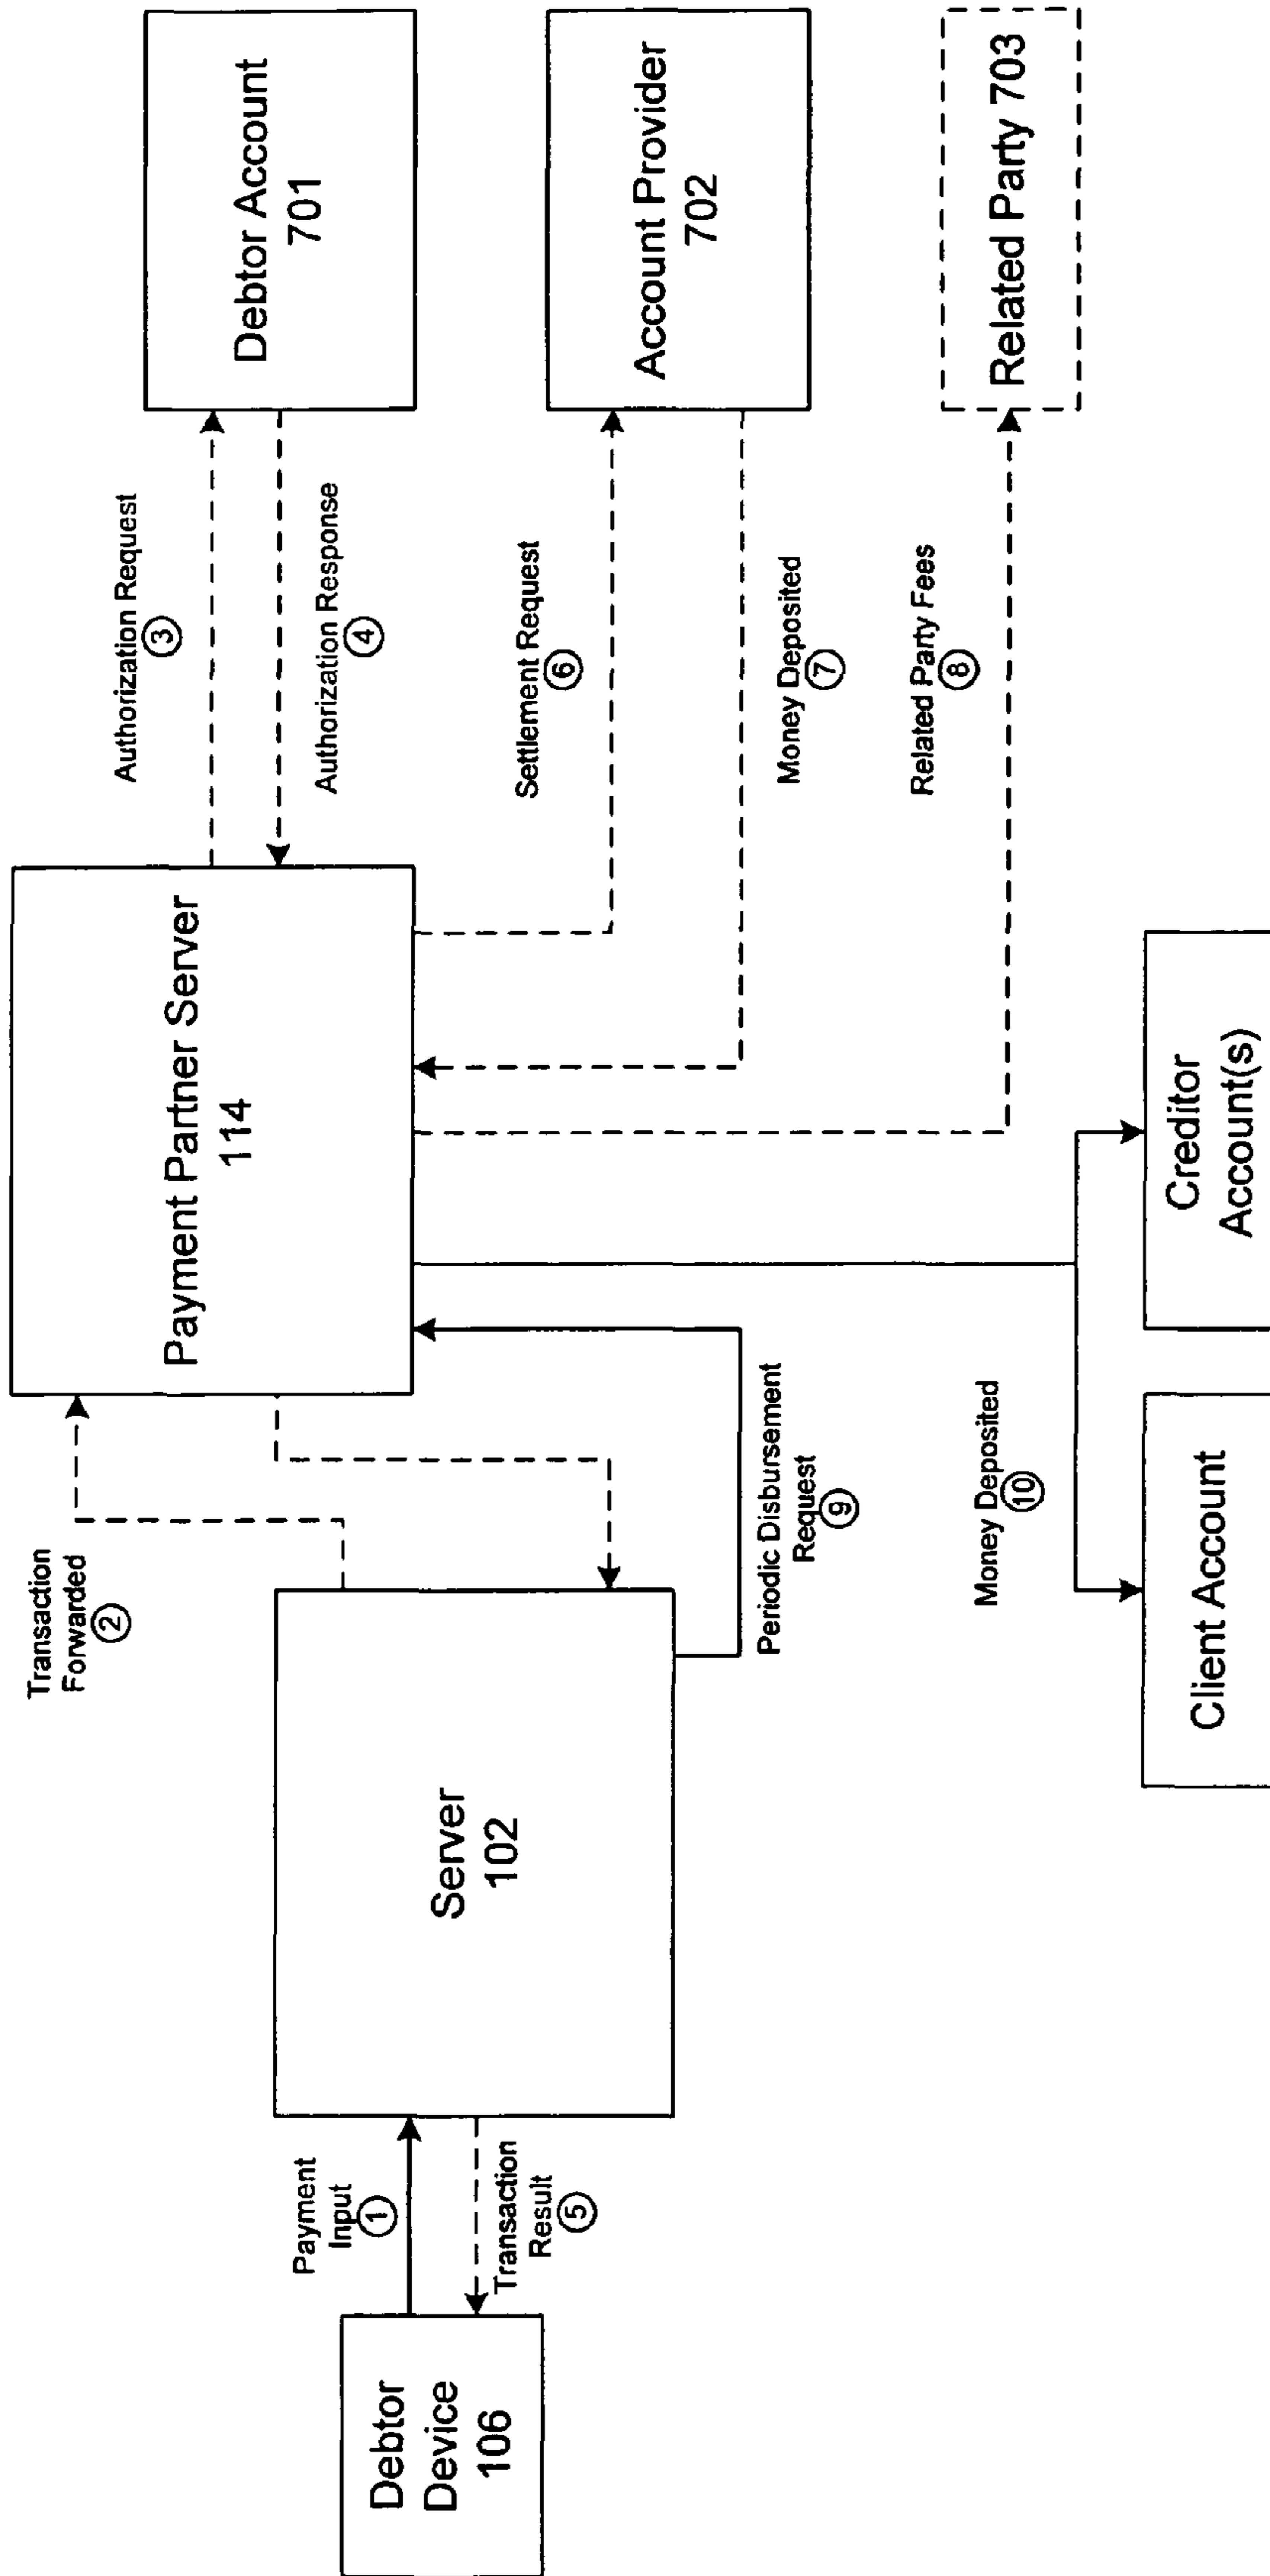 Debtor
Device
106
Payment
Input
1
Transaction
Result
5
Server
102
Transaction
Forwarded
2
Payment Partner Server
114
Periodic Disbursement
Request
9
Authorization Request
3
Authorization Response
4
Debtor Account
701
Settlement Request
6
Money Deposited
7
Account Provider
702
Related Party Fees
8
Related Party 703
Money Deposited
10
Client Account
Creditor
Account(s)